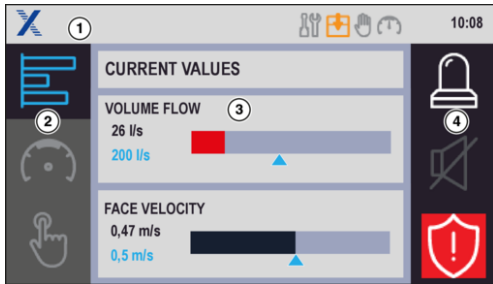 1
10:08
CURRENT VALUES
VOLUME FLOW
3
26 l/s
200 l/s
2
4
FACE VELOCITY
0,47 m/s
0,5 m/s